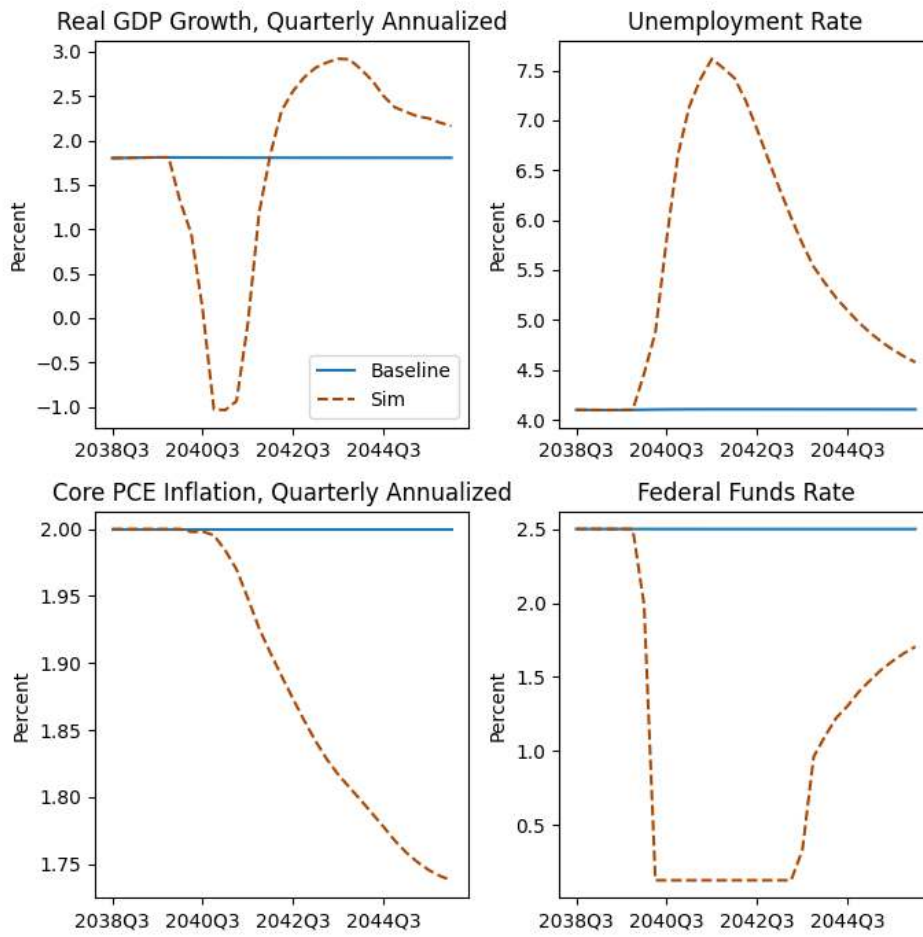 Real GDP Growth, Quarterly Annualized
Percent
3.0
2.5
2.0
1.5
1.0
0.5
0.0
−0.5
−1.0
Baseline
Sim
2038Q3 2040Q3 2042Q3 2044Q3
Unemployment Rate
Percent
7.5
7.0
6.5
6.0
5.5
5.0
4.5
4.0
2038Q3 2040Q3 2042Q3 2044Q3
Core PCE Inflation, Quarterly Annualized
Percent
2.00
1.95
1.90
1.85
1.80
1.75
2038Q3 2040Q3 2042Q3 2044Q3
Federal Funds Rate
Percent
2.5
2.0
1.5
1.0
0.5
2038Q3 2040Q3 2042Q3 2044Q3